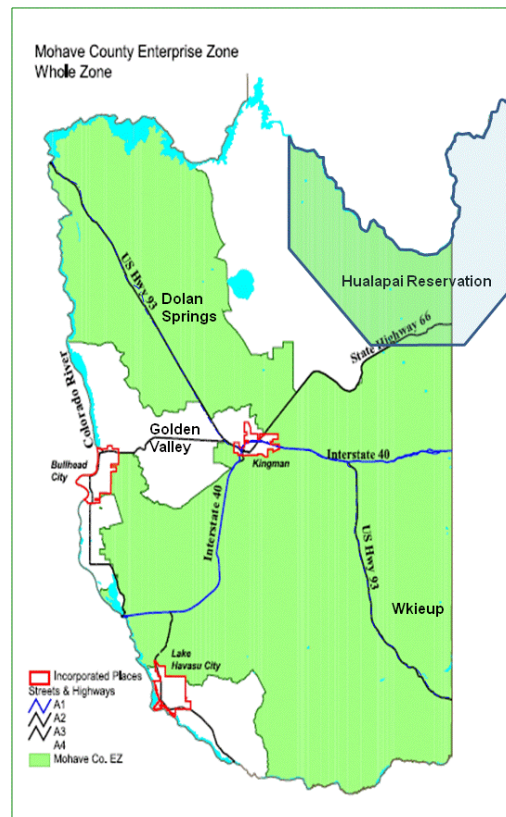 Mohave County Enterprise Zone
Whole Zone
Hualapai Reservation
US Hwy 93
Dolan
Springs
State Highway 66
Colorado River
Golden
Valley
Bullhead
City
Kingman
Interstate 40
Interstate 40
US Hwy 93
Wkieup
Lake
Havasu City
Incorporated Places
Streets & Highways
A1
A2
A3
A4
Mohave Co. EZ